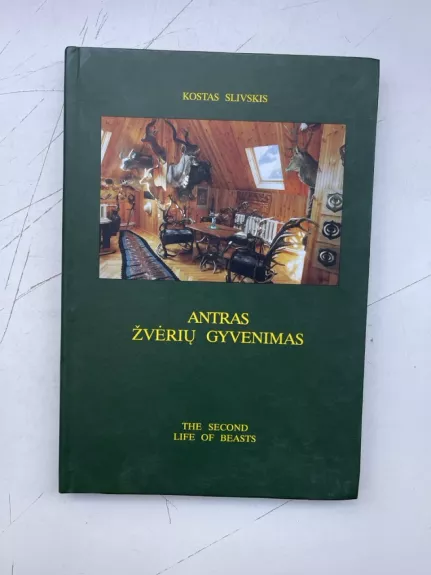 KOSTAS SLIVSKIS
ANTRAS
ŽVĖRIŲ GYVENIMAS
THE SECOND
LIFE OF BEASTS